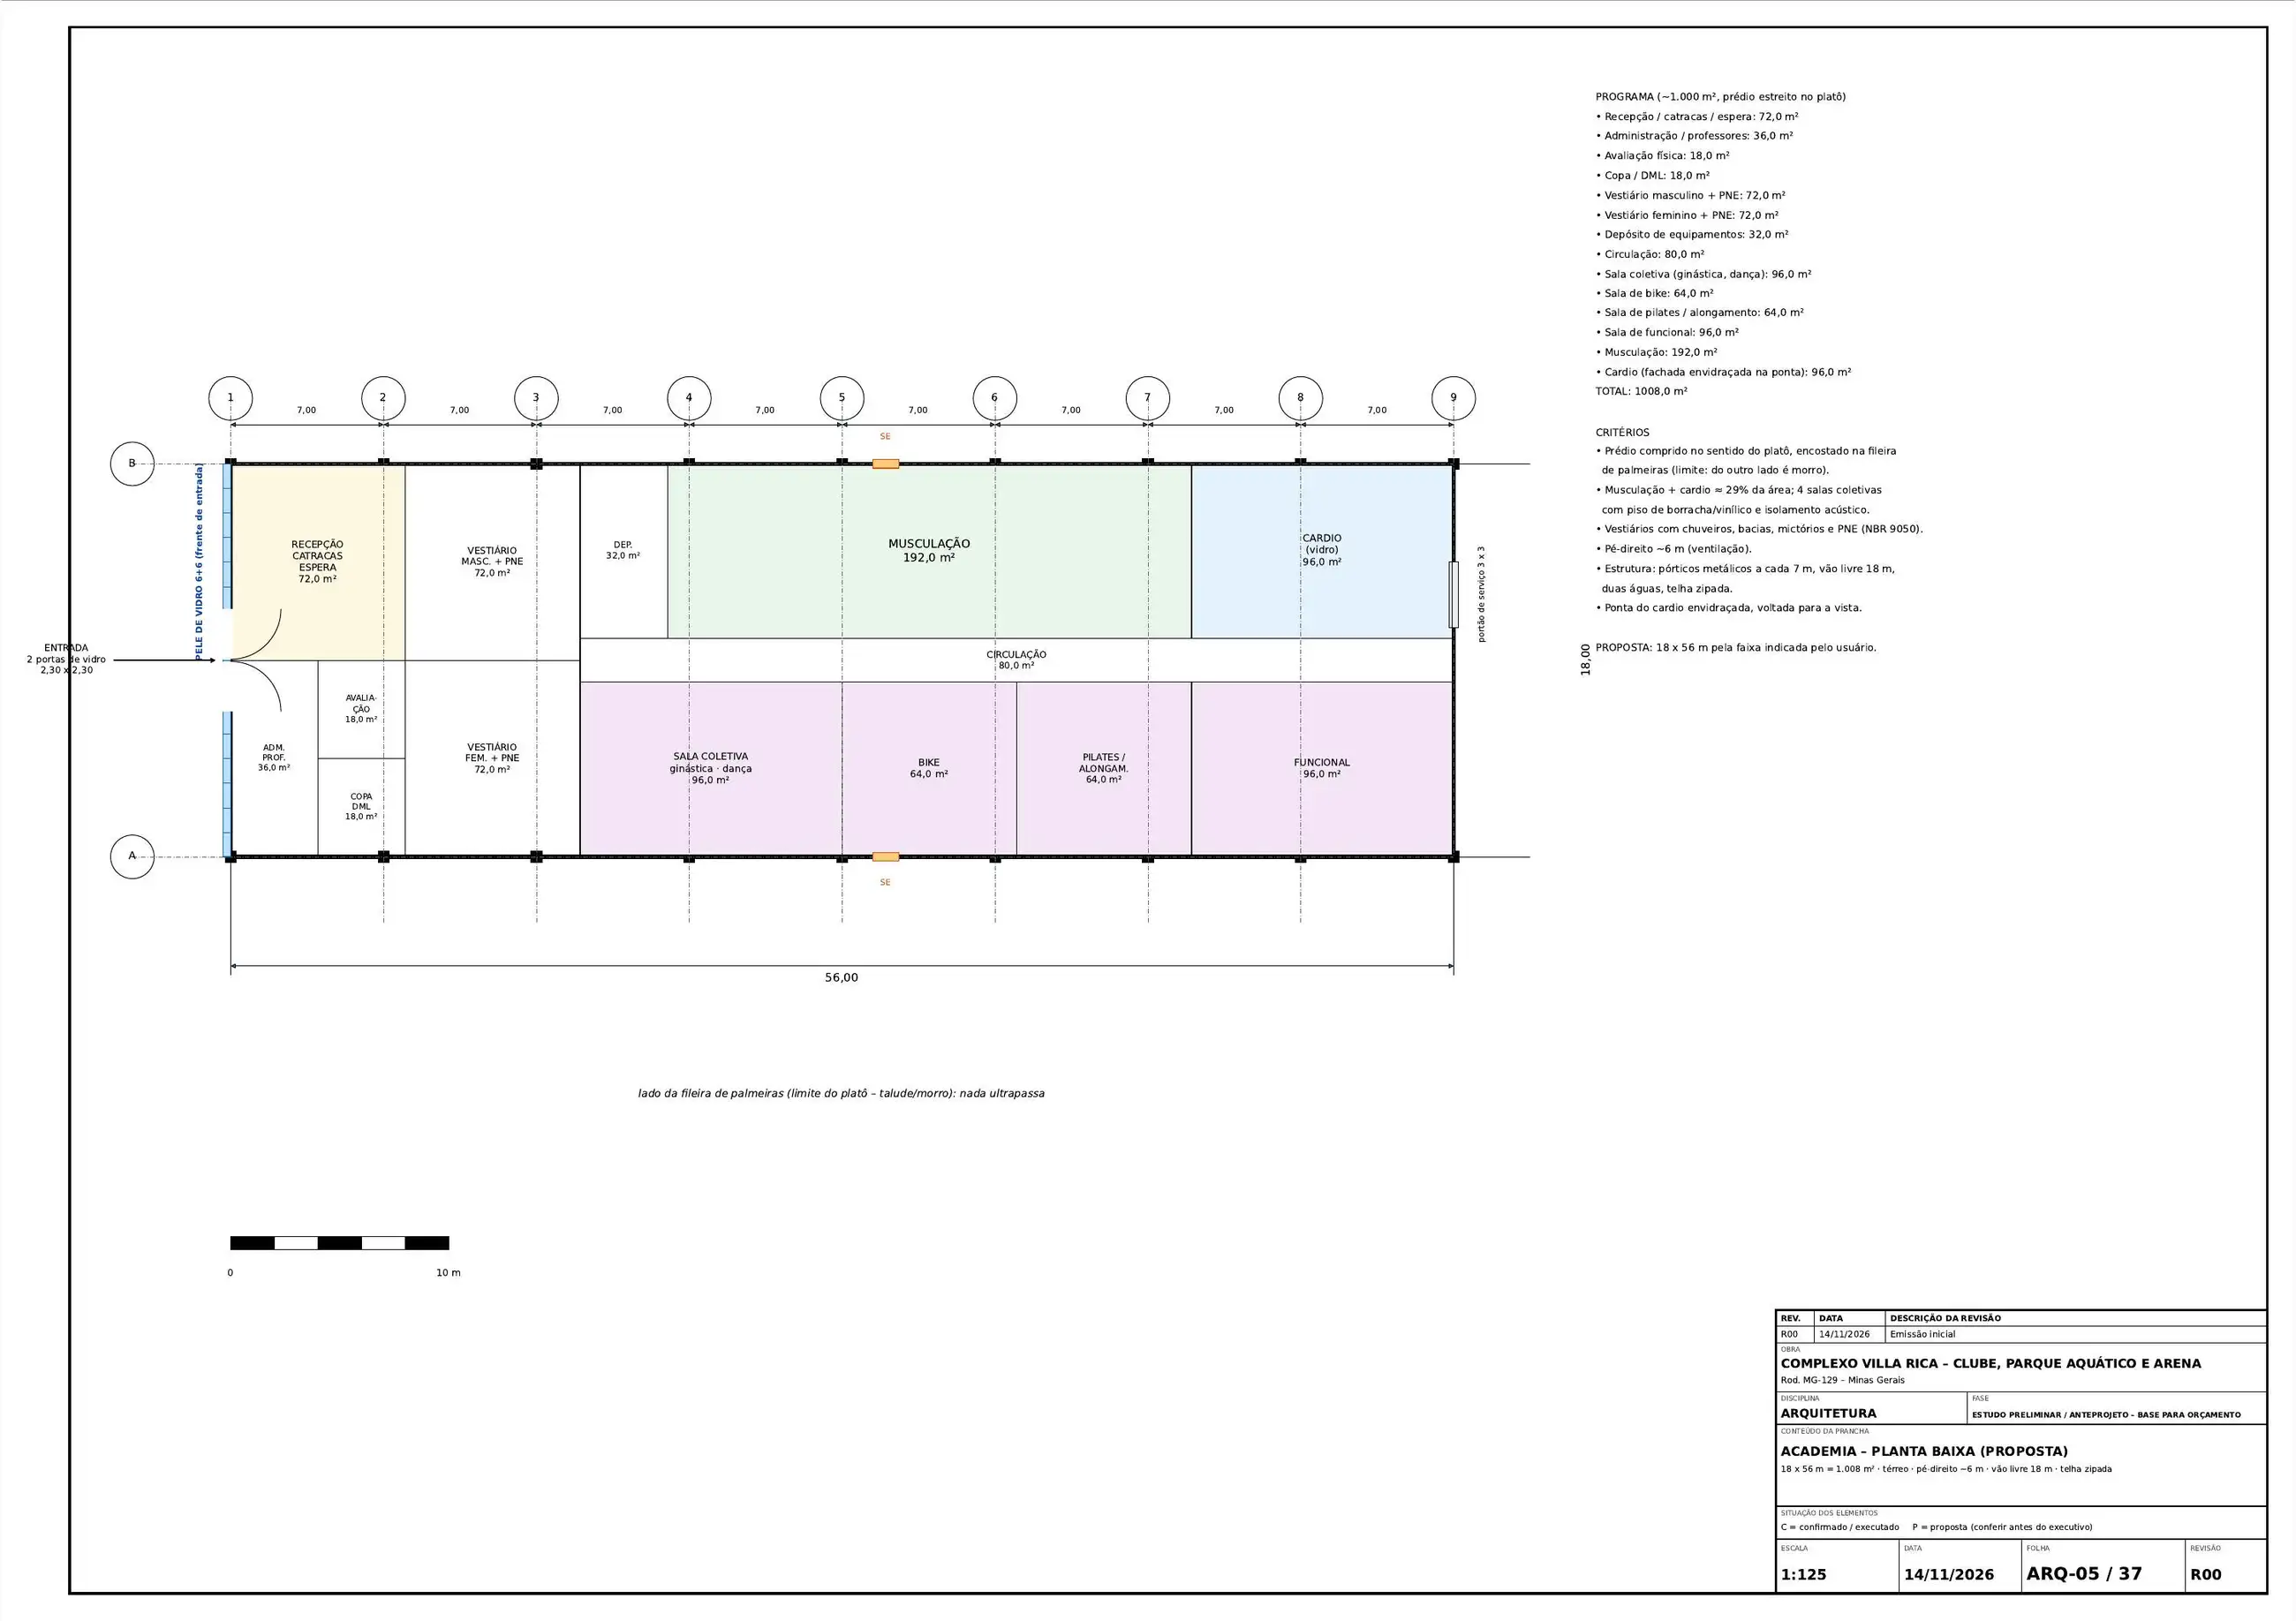 PROGRAMA (~1.000 m², prédio estreito no platô)
• Recepção / catracas / espera: 72,0 m²
• Administração / professores: 36,0 m²
• Avaliação física: 18,0 m²
• Copa / DML: 18,0 m²
• Vestiário masculino + PNE: 72,0 m²
• Vestiário feminino + PNE: 72,0 m²
• Depósito de equipamentos: 32,0 m²
• Circulação: 80,0 m²
• Sala coletiva (ginástica, dança): 96,0 m²
• Sala de bike: 64,0 m²
• Sala de pilates / alongamento: 64,0 m²
• Sala de funcional: 96,0 m²
• Musculação: 192,0 m²
• Cardio (fachada envidraçada na ponta): 96,0 m²
TOTAL: 1008,0 m²
CRITÉRIOS
• Prédio comprido no sentido do platô, encostado na fileira
de palmeiras (limite: do outro lado é morro).
• Musculação + cardio ≈ 29% da área; 4 salas coletivas
com piso de borracha/vinílico e isolamento acústico.
• Vestiários com chuveiros, bacias, mictórios e PNE (NBR 9050).
• Pé-direito ~6 m (ventilação).
• Estrutura: pórticos metálicos a cada 7 m, vão livre 18 m,
duas águas, telha zipada.
• Ponta do cardio envidraçada, voltada para a vista.
PROPOSTA: 18 x 56 m pela faixa indicada pelo usuário.
1 2 3 4 5 6 7 8 9
7,00 7,00 7,00 7,00 7,00 7,00 7,00 7,00
SE
B
PELE DE VIDRO 6+6 (frente de entrada)
RECEPÇÃO
CATRACAS
ESPERA
72,0 m²
VESTIÁRIO
MASC. + PNE
72,0 m²
DEP.
32,0 m²
MUSCULAÇÃO
192,0 m²
CARDIO
(vidro)
96,0 m²
portão de serviço 3 x 3
18,00
ENTRADA
2 portas de vidro
2,30 x 2,30
CIRCULAÇÃO
80,0 m²
AVALIA-
ÇÃO
18,0 m²
ADM.
PROF.
36,0 m²
COPA
DML
18,0 m²
VESTIÁRIO
FEM. + PNE
72,0 m²
SALA COLETIVA
ginástica · dança
96,0 m²
BIKE
64,0 m²
PILATES /
ALONGAM.
64,0 m²
FUNCIONAL
96,0 m²
A
SE
56,00
lado da fileira de palmeiras (limite do platô – talude/morro): nada ultrapassa
0 10 m
REV. DATA DESCRIÇÃO DA REVISÃO
R00 14/11/2026 Emissão inicial
OBRA
COMPLEXO VILLA RICA – CLUBE, PARQUE AQUÁTICO E ARENA
Rod. MG-129 – Minas Gerais
DISCIPLINA FASE
ARQUITETURA ESTUDO PRELIMINAR / ANTEPROJETO – BASE PARA ORÇAMENTO
CONTEÚDO DA PRANCHA
ACADEMIA – PLANTA BAIXA (PROPOSTA)
18 x 56 m = 1.008 m² · térreo · pé-direito ~6 m · vão livre 18 m · telha zipada
SITUAÇÃO DOS ELEMENTOS
C = confirmado / executado P = proposta (conferir antes do executivo)
ESCALA DATA FOLHA REVISÃO
1:125 14/11/2026 ARQ-05 / 37 R00